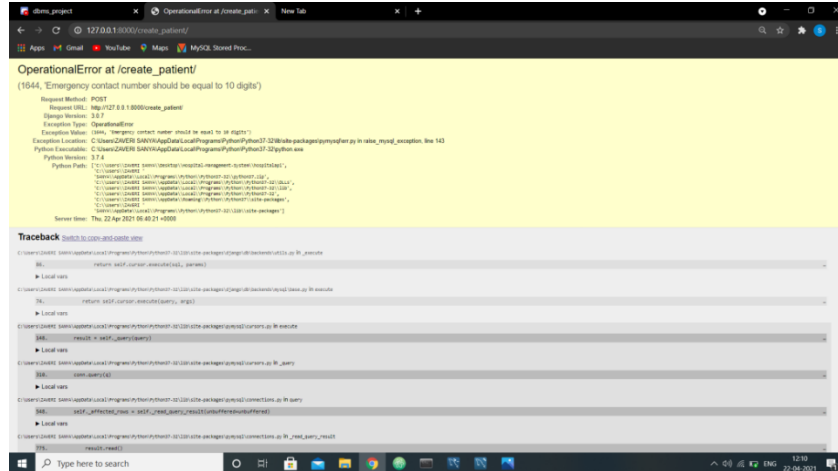 dbms_project
OperationalError at /create_patie
New Tab
127.0.0.1:8000/create_patient/
Apps
Gmail
YouTube
Maps
MySQL Stored Proc...
OperationalError at /create_patient/
(1644, 'Emergency contact number should be equal to 10 digits')
Request Method: POST
Request URL: http://127.0.0.1:8000/create_patient/
Django Version: 3.0.7
Exception Type: OperationalError
Exception Value: (1644, 'Emergency contact number should be equal to 10 digits')
Exception Location: C:\Users\ZAVERI SANYA\AppData\Local\Programs\Python\Python37-32\lib\site-packages\pymysql\err.py in raise_mysql_exception, line 143
Python Executable: C:\Users\ZAVERI SANYA\AppData\Local\Programs\Python\Python37-32\python.exe
Python Version: 3.7.4
Python Path:
Server time: Thu, 22 Apr 2021 06:40:21 +0000
Traceback Switch to copy-and-paste view
return self.cursor.execute(sql, params)
▶ Local vars
return self.cursor.execute(query, args)
▶ Local vars
result = self._query(query)
▶ Local vars
conn.query(q)
▶ Local vars
self._affected_rows = self._read_query_result(unbuffered=unbuffered)
▶ Local vars
result.read()
Type here to search
ENG
12:10
22-04-2021